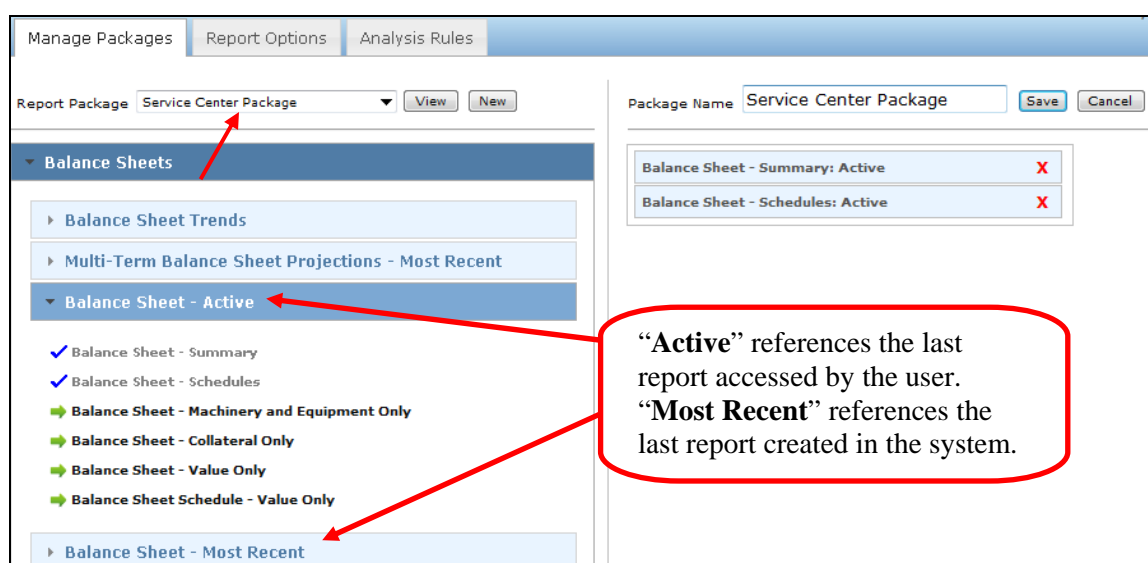 Manage Packages Report Options Analysis Rules
Report Package Service Center Package View New
Package Name Service Center Package Save Cancel
Balance Sheets
Balance Sheet Trends
Multi-Term Balance Sheet Projections - Most Recent
Balance Sheet - Active
Balance Sheet - Summary
Balance Sheet - Schedules
Balance Sheet - Machinery and Equipment Only
Balance Sheet - Collateral Only
Balance Sheet - Value Only
Balance Sheet Schedule - Value Only
Balance Sheet - Most Recent
Balance Sheet - Summary: Active X
Balance Sheet - Schedules: Active X
“Active” references the last
report accessed by the user.
“Most Recent” references the
last report created in the system.